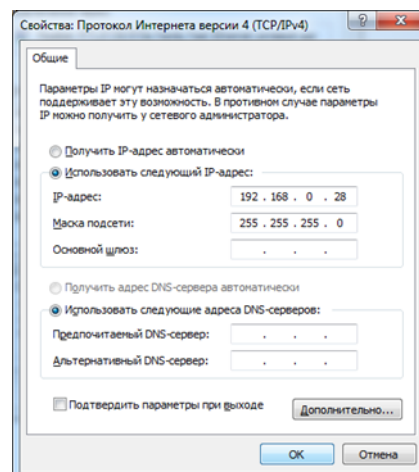 Свойства: Протокол Интернета версии 4 (TCP/IPv4)
Общие
Параметры IP могут назначаться автоматически, если сеть
поддерживает эту возможность. В противном случае параметры
IP можно получить у сетевого администратора.
Получить IP-адрес автоматически
Использовать следующий IP-адрес:
IP-адрес: 192 . 168 . 0 . 28
Маска подсети: 255 . 255 . 255 . 0
Основной шлюз: . . .
Получить адрес DNS-сервера автоматически
Использовать следующие адреса DNS-серверов:
Предпочитаемый DNS-сервер: . . .
Альтернативный DNS-сервер: . . .
Подтвердить параметры при выходе
Дополнительно...
OK Отмена